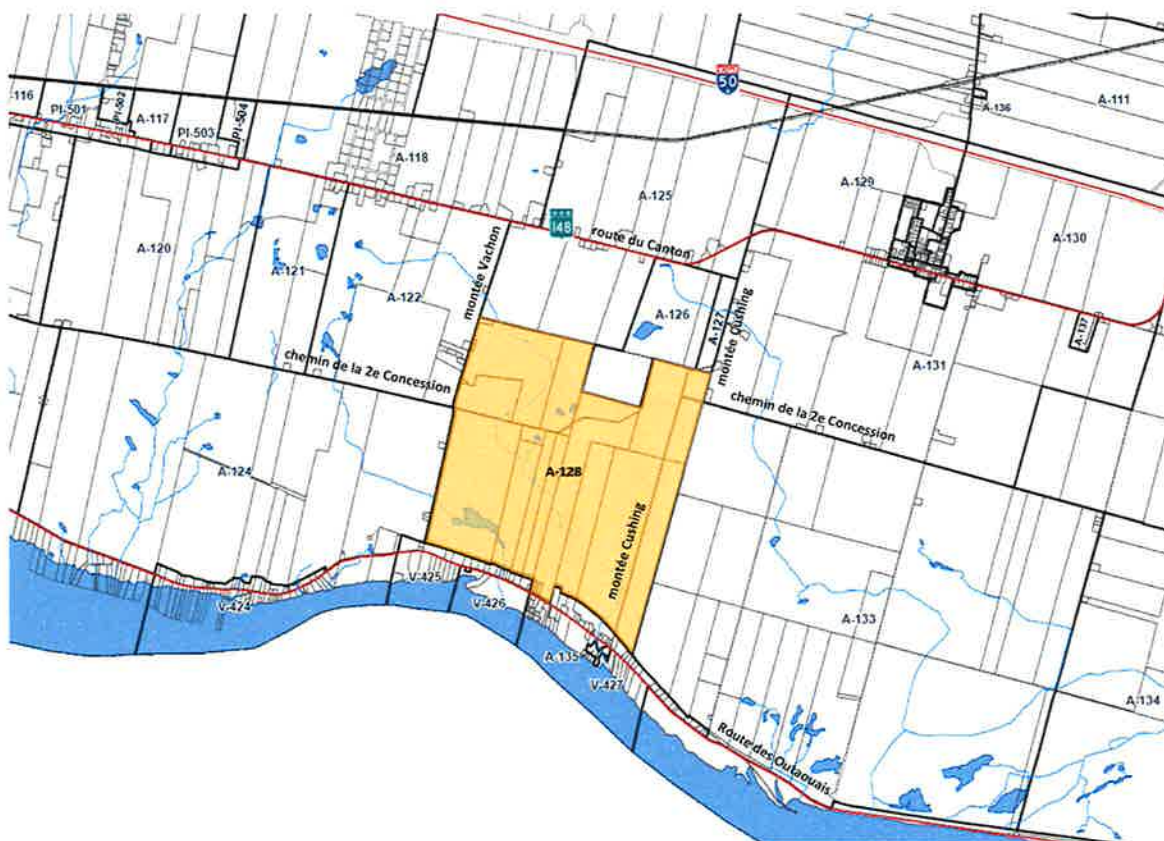 50
A-136
A-111
-116
PI-501
PI-502
A-117
PI-503
PI-504
A-118
A-125
A-129
A-130
148
route du Canton
A-120
A-121
A-122
montée Vachon
A-126
A-127
montée Cushing
A-137
A-131
chemin de la 2e Concession
chemin de la 2e Concession
A-124
A-128
montée Cushing
V-424
V-425
V-426
A-133
A-135
V-427
A-134
Route des Outaouais